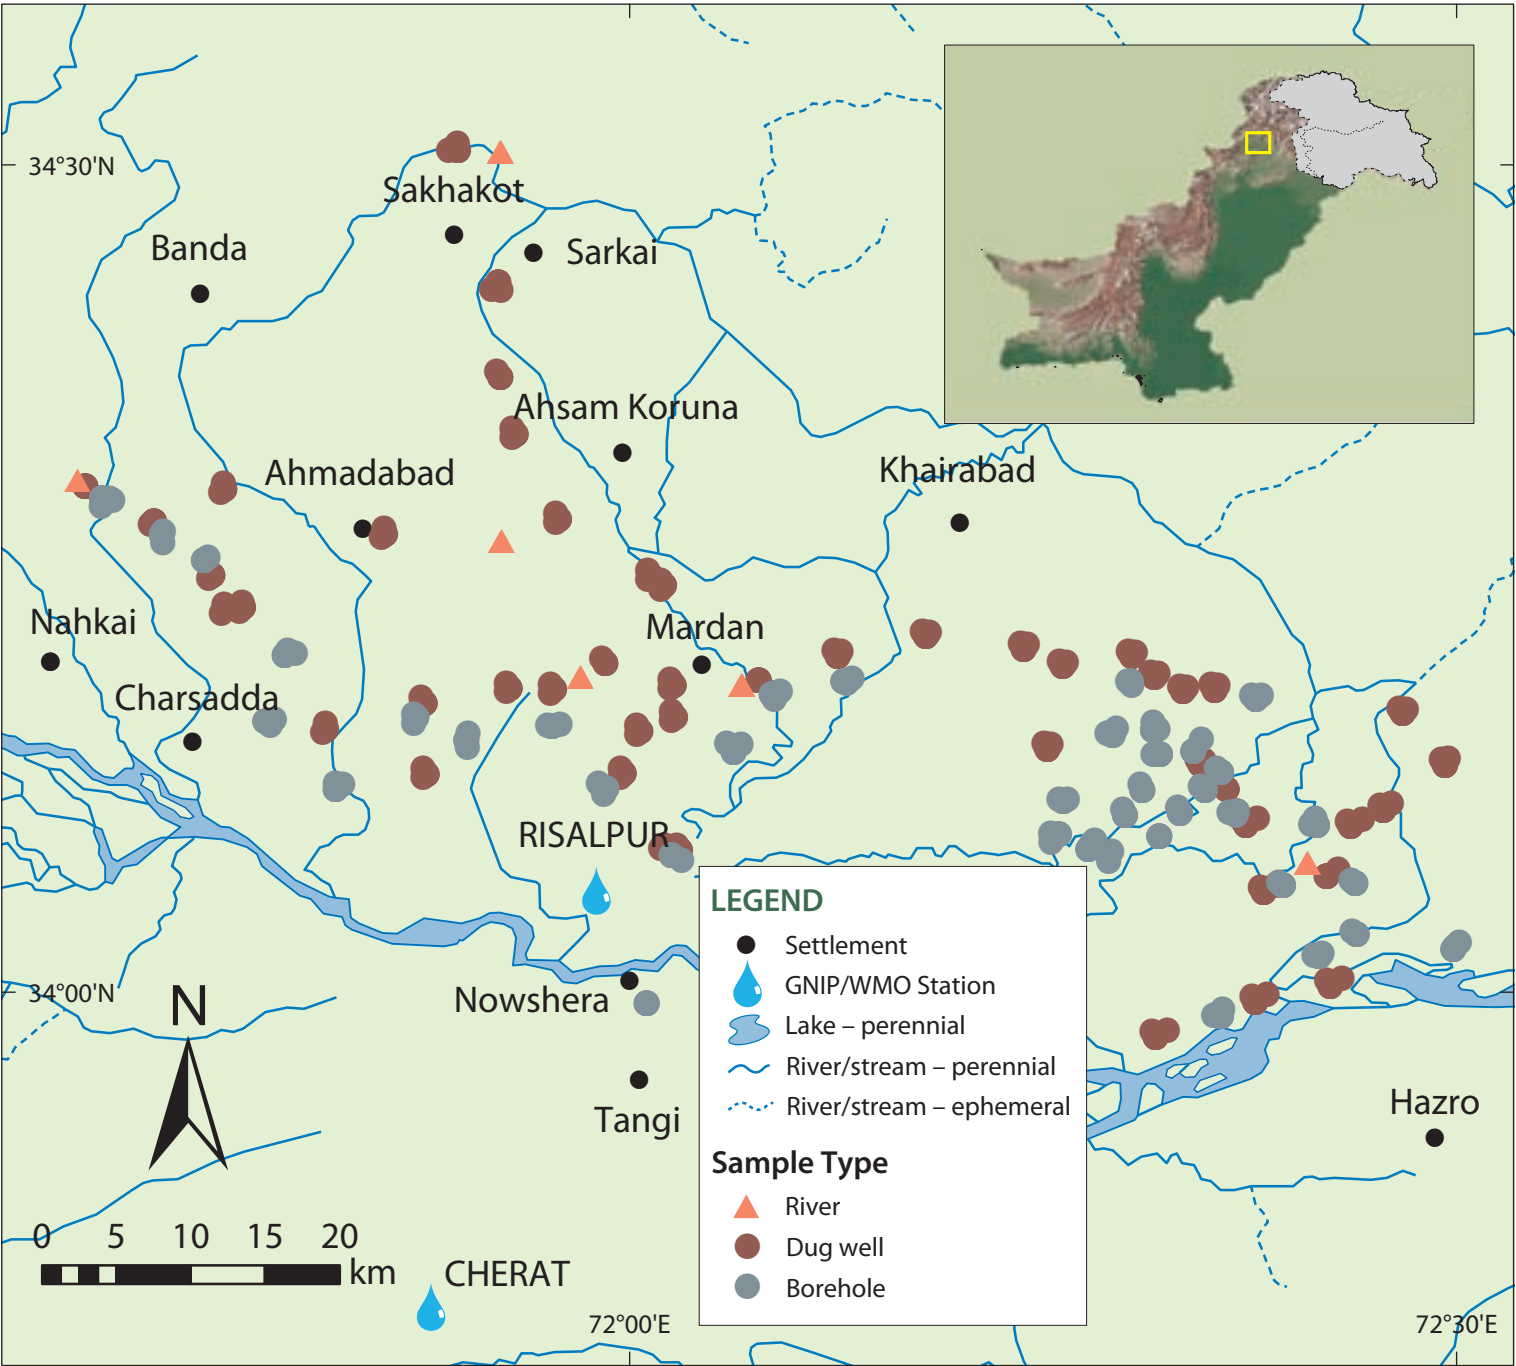 34°30'N
Sakhakot
Banda
Sarkai
Ahsam Koruna
Khairabad
Ahmadabad
Nahkai
Mardan
Charsadda
RISALPUR
LEGEND
Settlement
GNIP/WMO Station
Lake – perennial
River/stream – perennial
River/stream – ephemeral
Sample Type
River
Dug well
Borehole
34°00'N
N
Nowshera
Tangi
Hazro
0 5 10 15 20
km
CHERAT
72°00'E
72°30'E